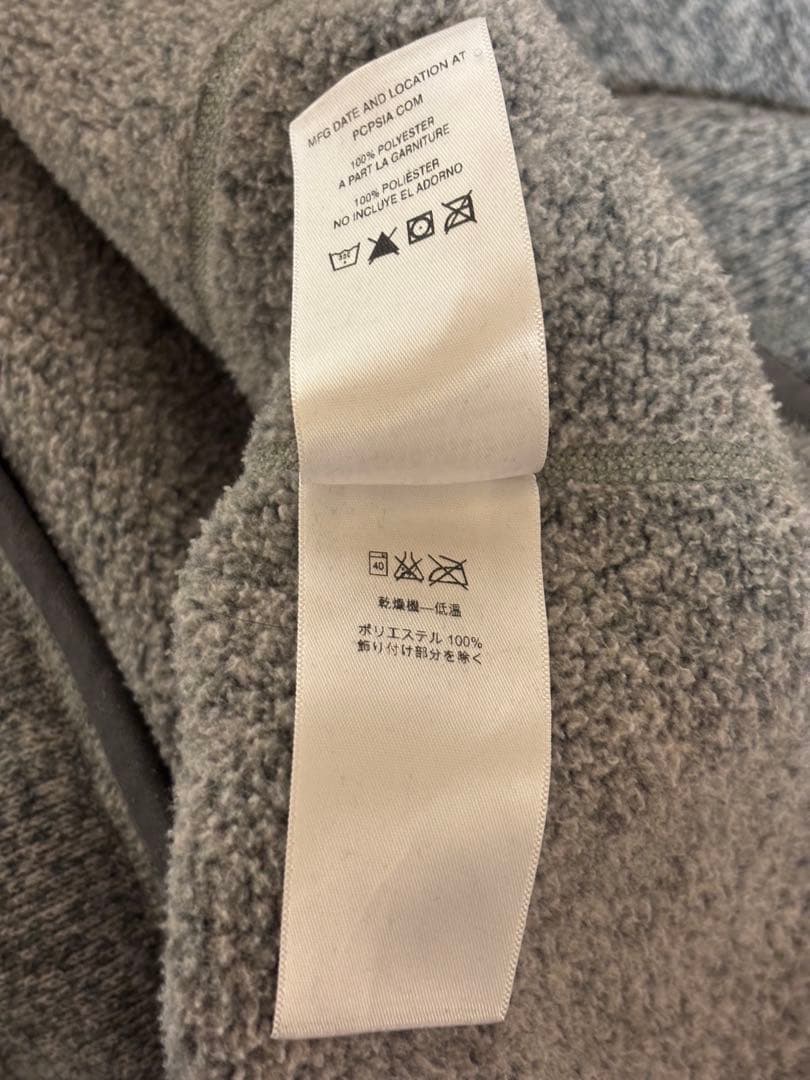 MFG DATE AND LOCATION AT
PCPSIA COM
100% POLYESTER
A PART LA GARNITURE
100% POLIÉSTER
NO INCLUYE EL ADORNO
40
乾燥機—低温
ポリエステル 100%
飾り付け部分を除く